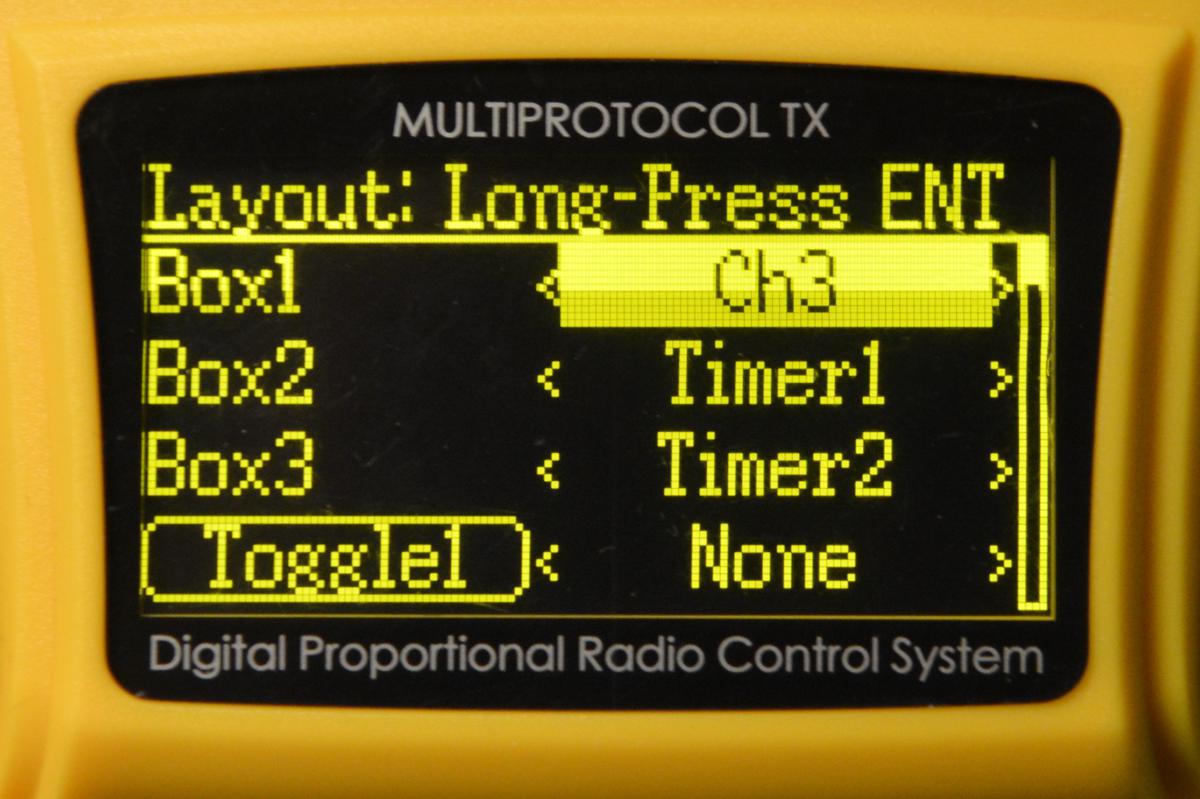 MULTIPROTOCOL TX
Layout: Long-Press ENT
Box1 < Ch3 >
Box2 < Timer1 >
Box3 < Timer2 >
Toggle1 < None >
Digital Proportional Radio Control System